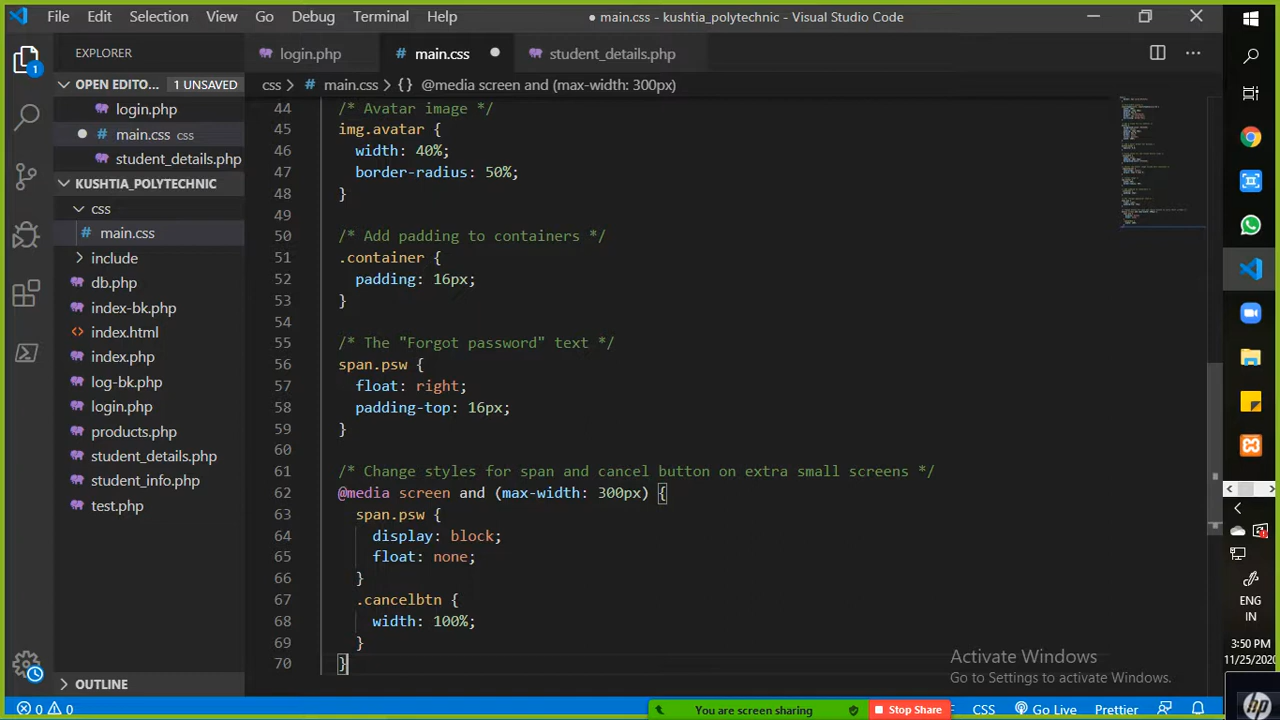 File Edit Selection View Go Debug Terminal Help ● main.css - kushtia_polytechnic - Visual Studio Code
EXPLORER
login.php
main.css
student_details.php
OPEN EDITO... 1 UNSAVED
css > # main.css > {} @media screen and (max-width: 300px)
login.php
# main.css css
student_details.php
KUSHTIA_POLYTECHNIC
css
# main.css
include
db.php
index-bk.php
<> index.html
index.php
log-bk.php
login.php
products.php
student_details.php
student_info.php
test.php
OUTLINE
44 /* Avatar image */
45 img.avatar {
46 width: 40%;
47 border-radius: 50%;
48 }
49
50 /* Add padding to containers */
51 .container {
52 padding: 16px;
53 }
54
55 /* The "Forgot password" text */
56 span.psw {
57 float: right;
58 padding-top: 16px;
59 }
60
61 /* Change styles for span and cancel button on extra small screens */
62 @media screen and (max-width: 300px) {
63 span.psw {
64 display: block;
65 float: none;
66 }
67 .cancelbtn {
68 width: 100%;
69 }
70 }
Activate Windows
Go to Settings to activate Windows.
1
0 0
You are screen sharing
Stop Share
CSS
Go Live
Prettier
ENG
IN
3:50 PM
11/25/2020
hp